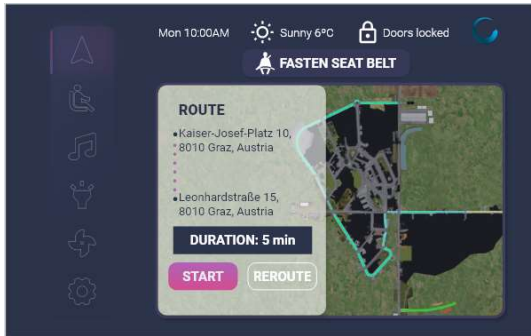 Mon 10:00AM
Sunny 6ºC
Doors locked
FASTEN SEAT BELT
ROUTE
Kaiser-Josef-Platz 10,
8010 Graz, Austria
Leonhardstraße 15,
8010 Graz, Austria
DURATION: 5 min
START
REROUTE